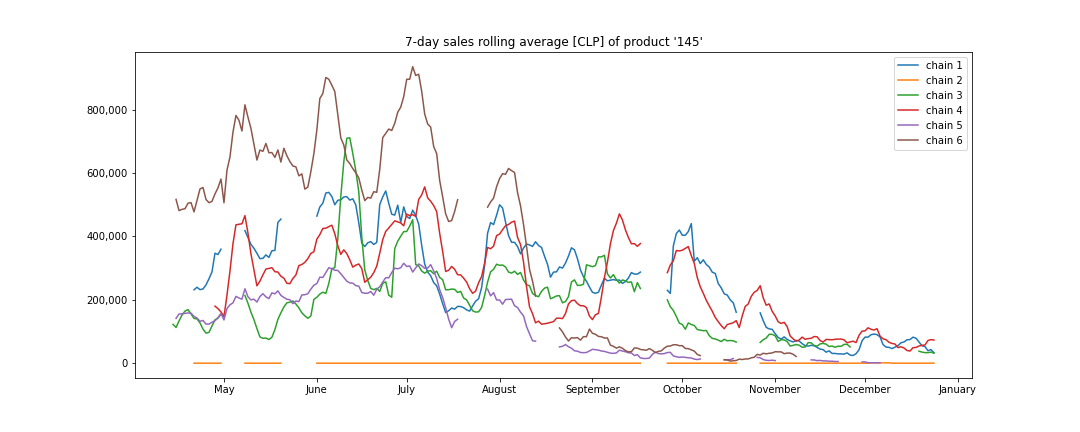 7-day sales rolling average [CLP] of product '145'
chain 1
chain 2
chain 3
chain 4
chain 5
chain 6
800,000
600,000
400,000
200,000
0
May June July August September October November December January